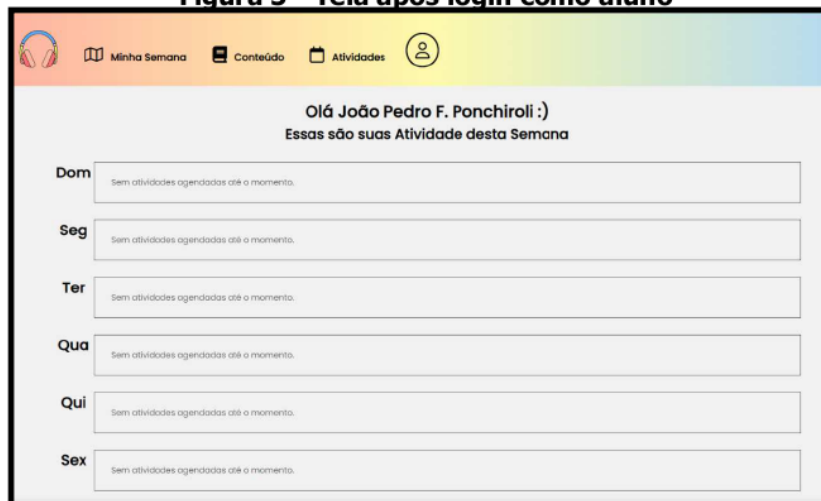 Figura 5 - Tela após login como aluno
Minha Semana Conteúdo Atividades
Olá João Pedro F. Ponchiroli :)
Essas são suas Atividade desta Semana
Dom
Sem atividades agendadas até o momento.
Seg
Sem atividades agendadas até o momento.
Ter
Sem atividades agendadas até o momento.
Qua
Sem atividades agendadas até o momento.
Qui
Sem atividades agendadas até o momento.
Sex
Sem atividades agendadas até o momento.